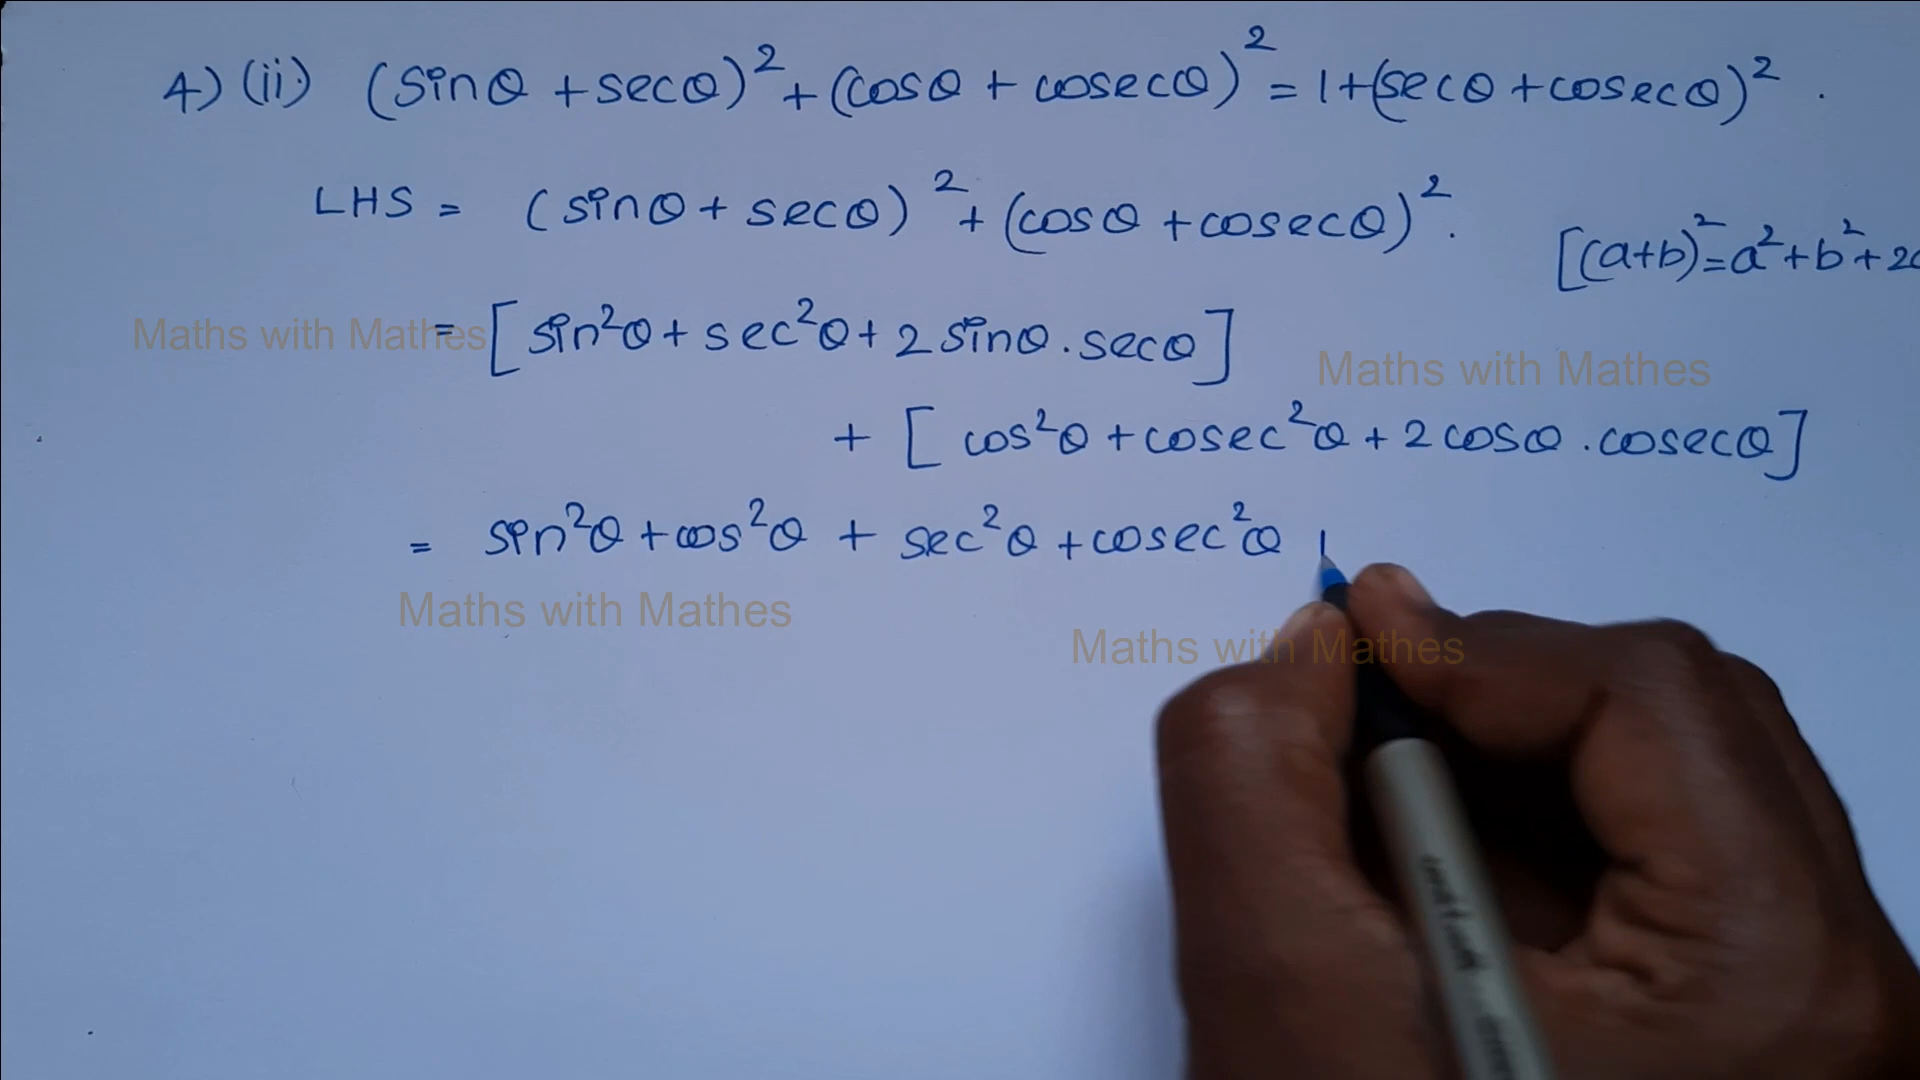 4) (ii) (sinθ + secθ)² + (cosθ + cosecθ)² = 1+(secθ + cosecθ)² .
LHS = (sinθ + secθ)² + (cosθ + cosecθ)².
[(a+b)² = a² + b² + 2
Maths with Mathes
= [sin²θ + sec²θ + 2 sinθ . secθ]
Maths with Mathes
+ [cos²θ + cosec²θ + 2 cosθ . cosecθ]
= sin²θ + cos²θ + sec²θ + cosec²θ
Maths with Mathes
Maths with Mathes